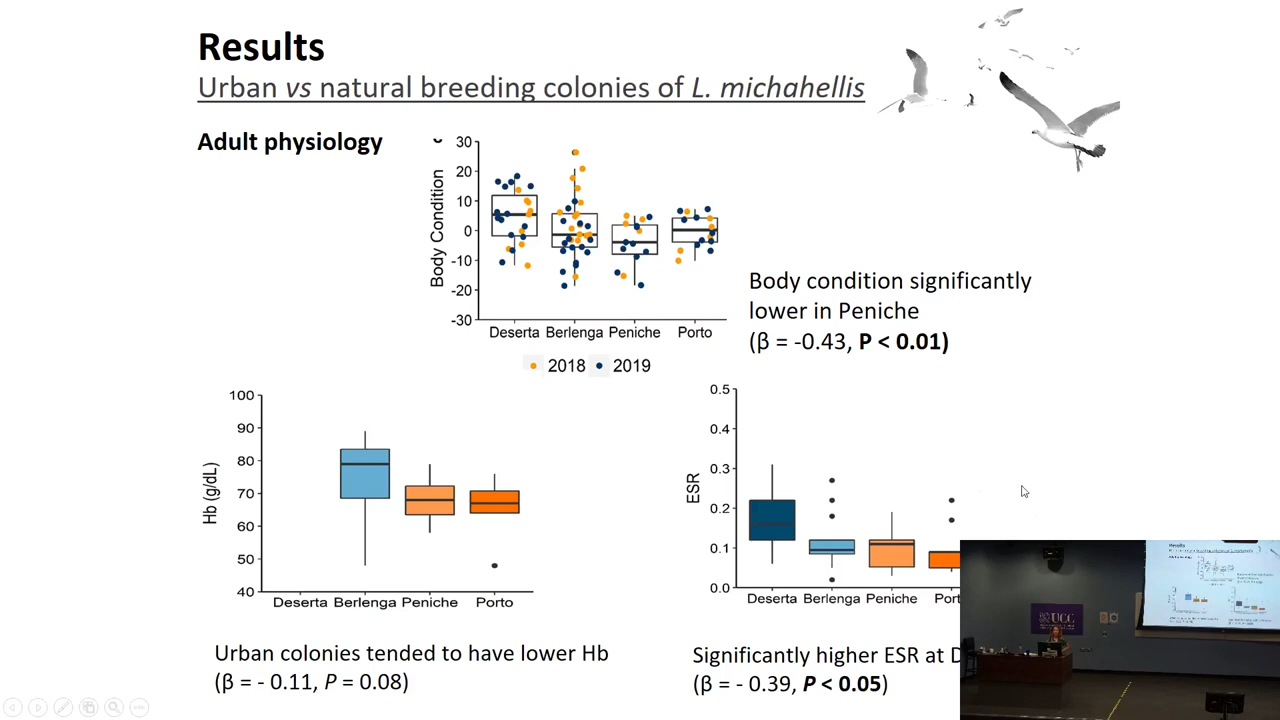 Results
Urban vs natural breeding colonies of L. michahellis
Adult physiology
30
20
10
0
-10
-20
-30
Body Condition
Deserta Berlenga Peniche Porto
2018 2019
Body condition significantly
lower in Peniche
(β = -0.43, P < 0.01)
100
90
80
70
60
50
40
Hb (g/dL)
Deserta Berlenga Peniche Porto
0.5
0.4
0.3
0.2
0.1
0.0
ESR
Deserta Berlenga Peniche Port
Urban colonies tended to have lower Hb
(β = - 0.11, P = 0.08)
Significantly higher ESR at D
(β = - 0.39, P < 0.05)
UCC
Results